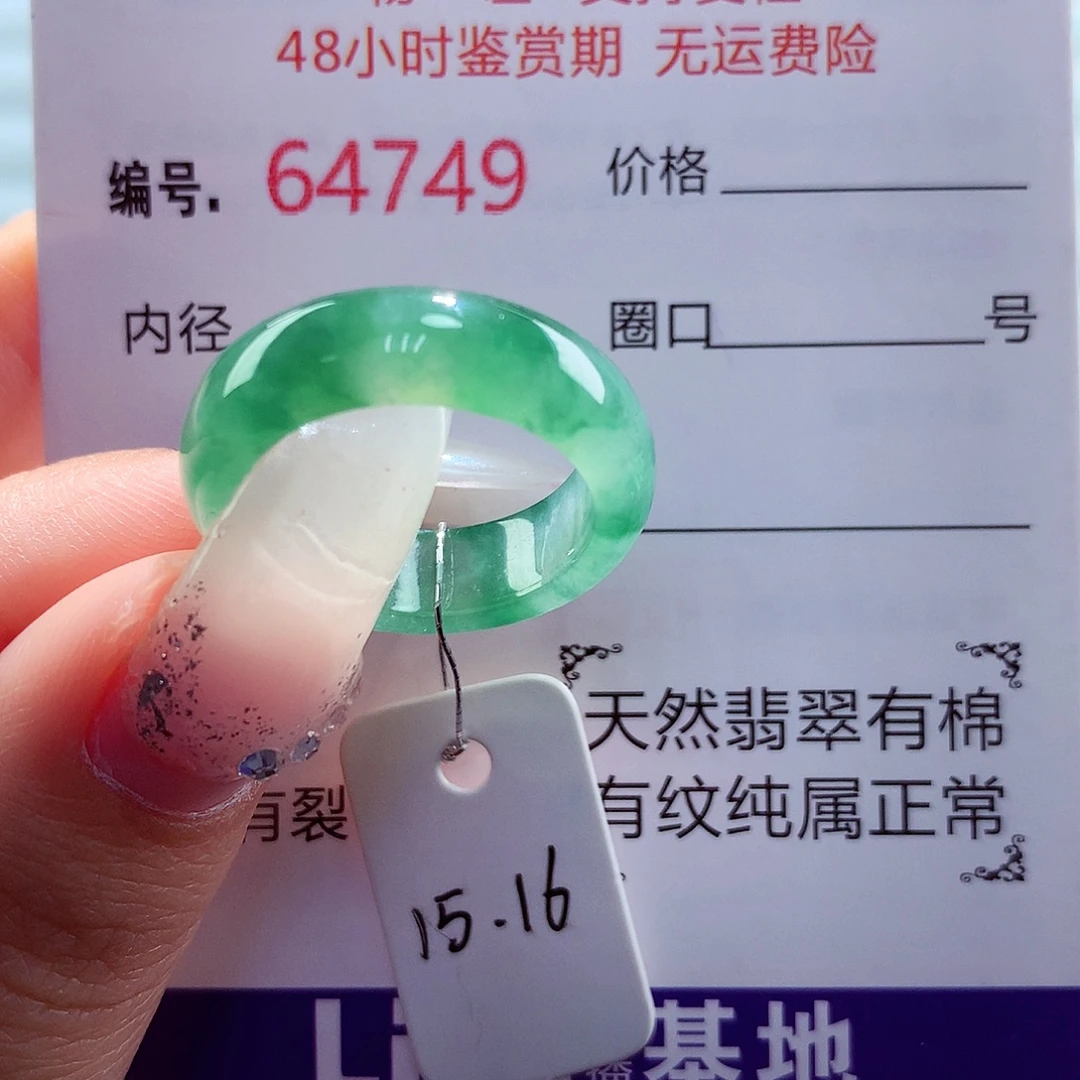 48小时鉴赏期 无运费险
编号. 64749 价格
内径 圈口 号
天然翡翠有棉
有裂 有纹纯属正常
15-16
Li 基地